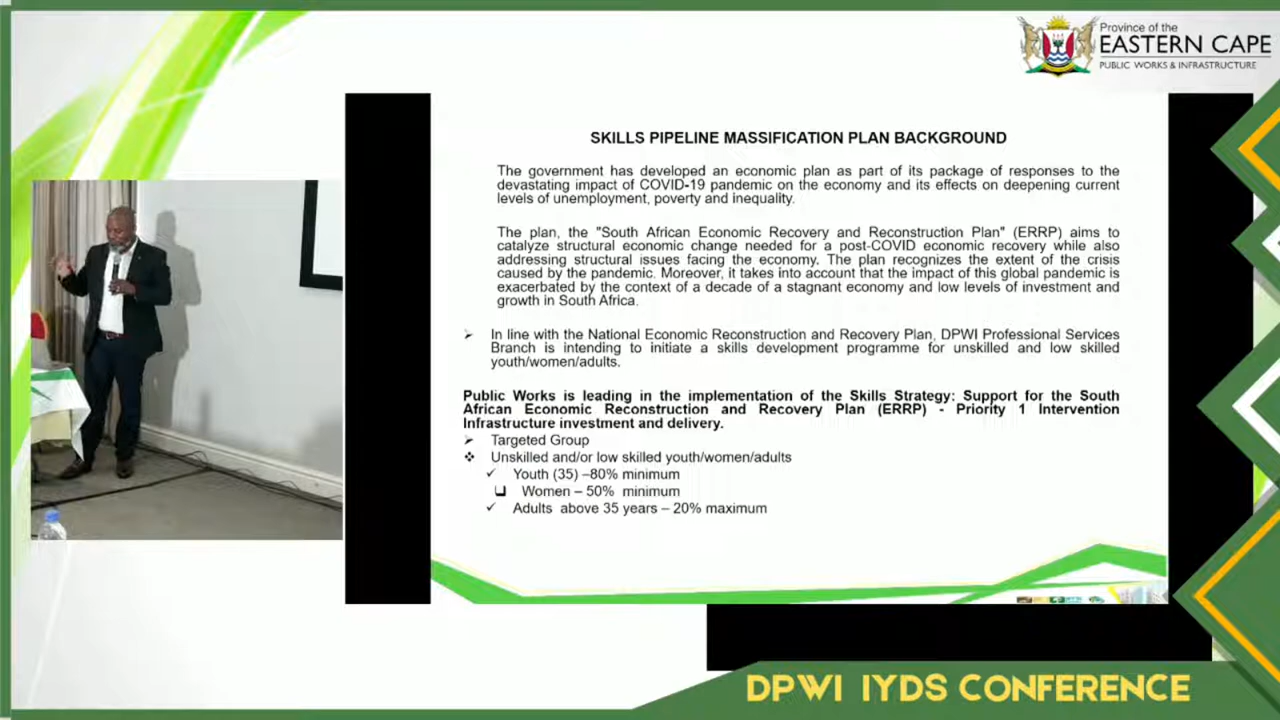 Province of the
EASTERN CAPE
PUBLIC WORKS & INFRASTRUCTURE
SKILLS PIPELINE MASSIFICATION PLAN BACKGROUND
The government has developed an economic plan as part of its package of responses to the
devastating impact of COVID-19 pandemic on the economy and its effects on deepening current
levels of unemployment, poverty and inequality.
The plan, the "South African Economic Recovery and Reconstruction Plan" (ERRP) aims to
catalyze structural economic change needed for a post-COVID economic recovery while also
addressing structural issues facing the economy. The plan recognizes the extent of the crisis
caused by the pandemic. Moreover, it takes into account that the impact of this global pandemic is
exacerbated by the context of a decade of a stagnant economy and low levels of investment and
growth in South Africa.
➢ In line with the National Economic Reconstruction and Recovery Plan, DPWI Professional Services
Branch is intending to initiate a skills development programme for unskilled and low skilled
youth/women/adults.
Public Works is leading in the implementation of the Skills Strategy: Support for the South
African Economic Reconstruction and Recovery Plan (ERRP) - Priority 1 Intervention
Infrastructure investment and delivery.
➢ Targeted Group
❖ Unskilled and/or low skilled youth/women/adults
✓ Youth (35) –80% minimum
❑ Women – 50% minimum
✓ Adults above 35 years – 20% maximum
DPWI IYDS CONFERENCE